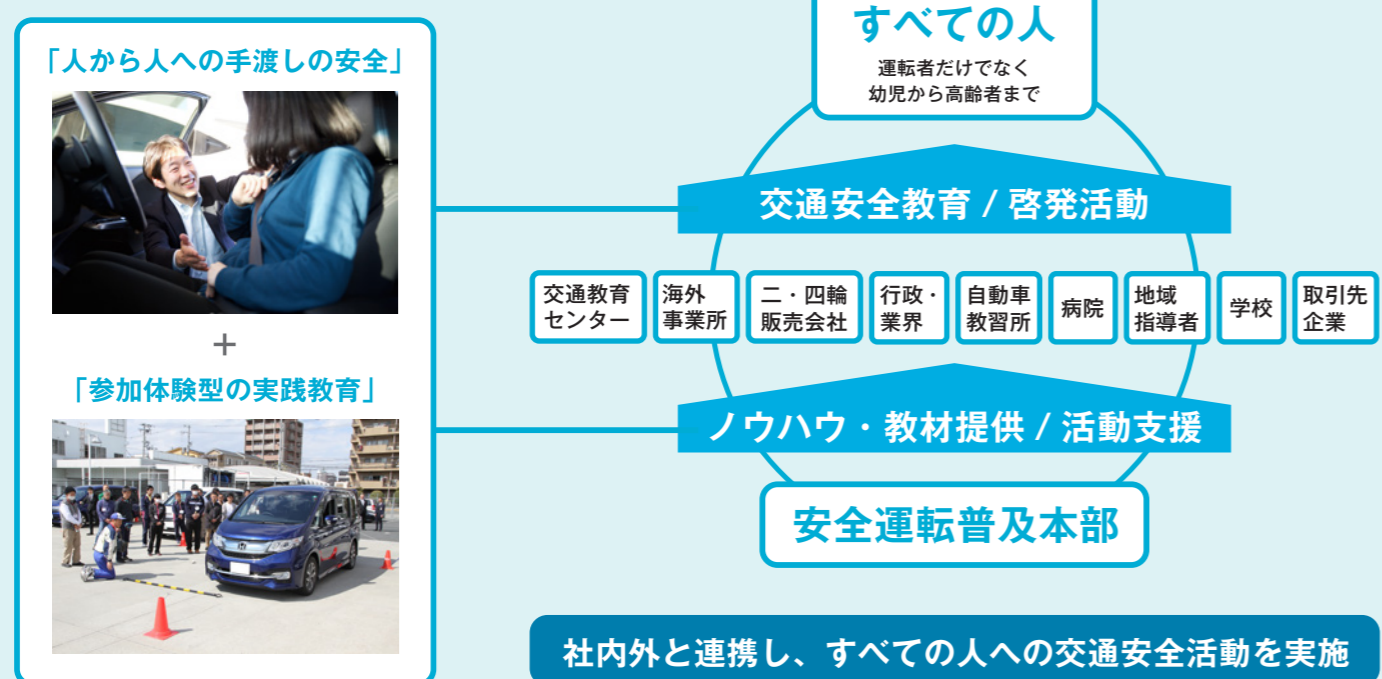 「人から人への手渡しの安全」
+
「参加体験型の実践教育」
すべての人
運転者だけでなく
幼児から高齢者まで
交通安全教育 / 啓発活動
交通教育
センター
海外
事業所
二・四輪
販売会社
行政・
業界
自動車
教習所
病院
地域
指導者
学校
取引先
企業
ノウハウ・教材提供 / 活動支援
安全運転普及本部
社内外と連携し、すべての人への交通安全活動を実施